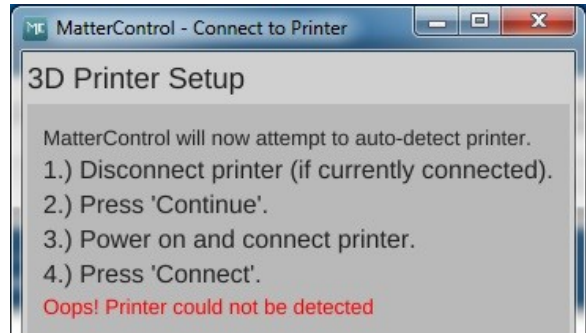 MatterControl - Connect to Printer
3D Printer Setup
MatterControl will now attempt to auto-detect printer.
1.) Disconnect printer (if currently connected).
2.) Press 'Continue'.
3.) Power on and connect printer.
4.) Press 'Connect'.
Oops! Printer could not be detected